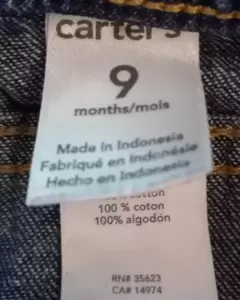 carter's
9
months/mois
Made in Indonesia
Fabriqué en Indonésie
Hecho en Indonesia
100 % coton
100% algodón
RN# 35623
CA# 14974